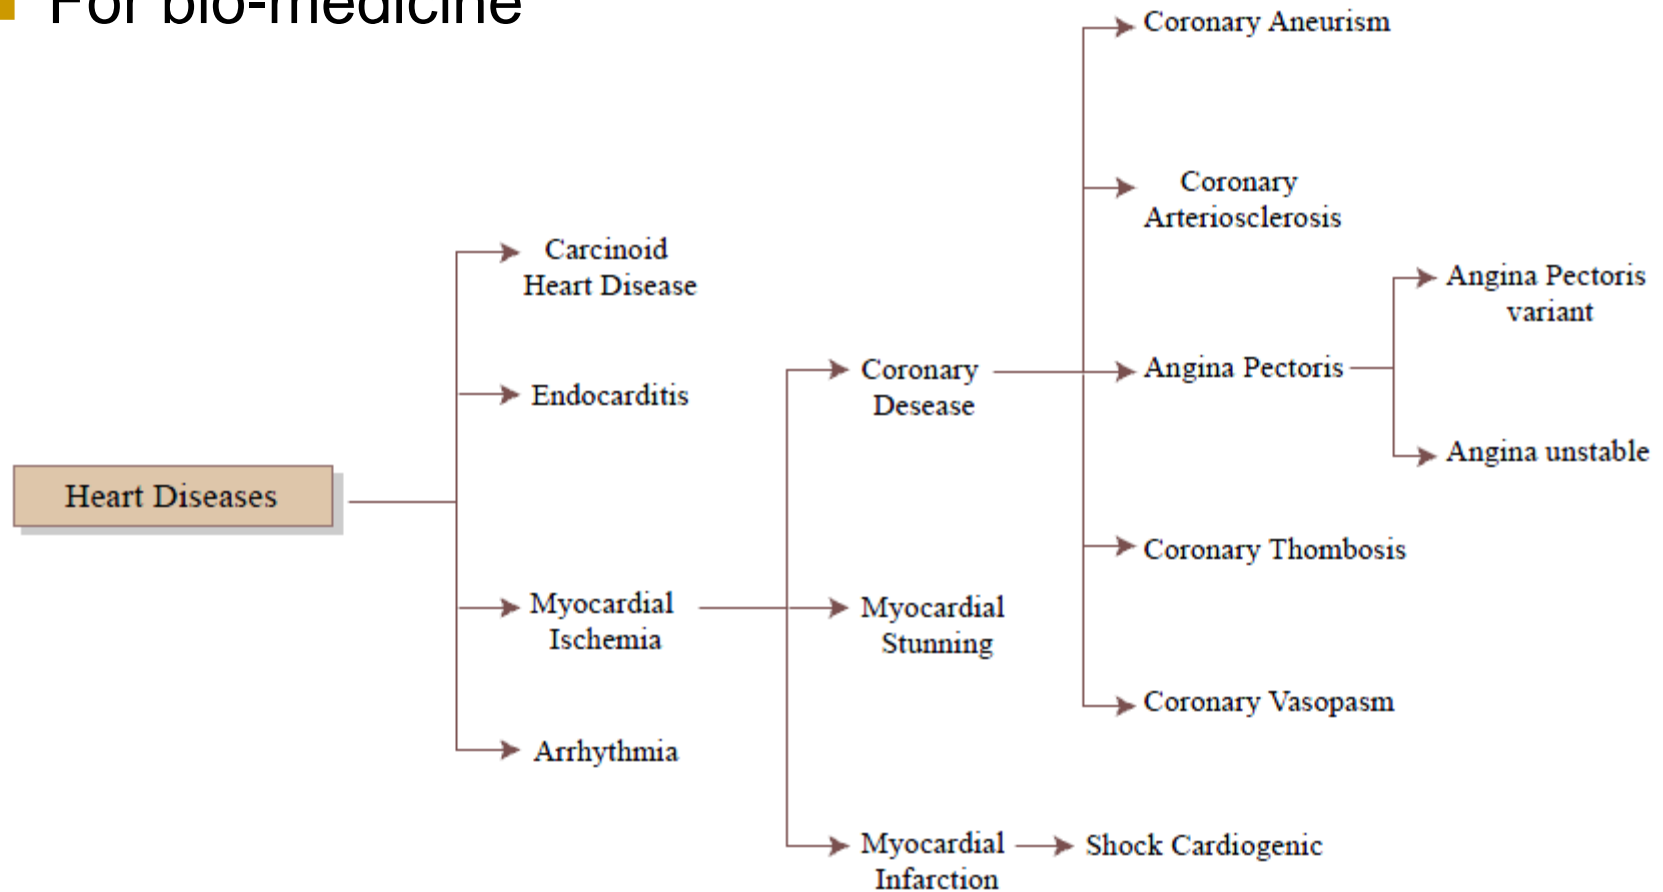 For bio-medicine
Coronary Aneurism
Coronary
Arteriosclerosis
Carcinoid
Heart Disease
Angina Pectoris
variant
Coronary
Desease
Angina Pectoris
Endocarditis
Angina unstable
Heart Diseases
Coronary Thombosis
Myocardial
Ischemia
Myocardial
Stunning
Coronary Vasopasm
Arrhythmia
Myocardial
Infarction
Shock Cardiogenic